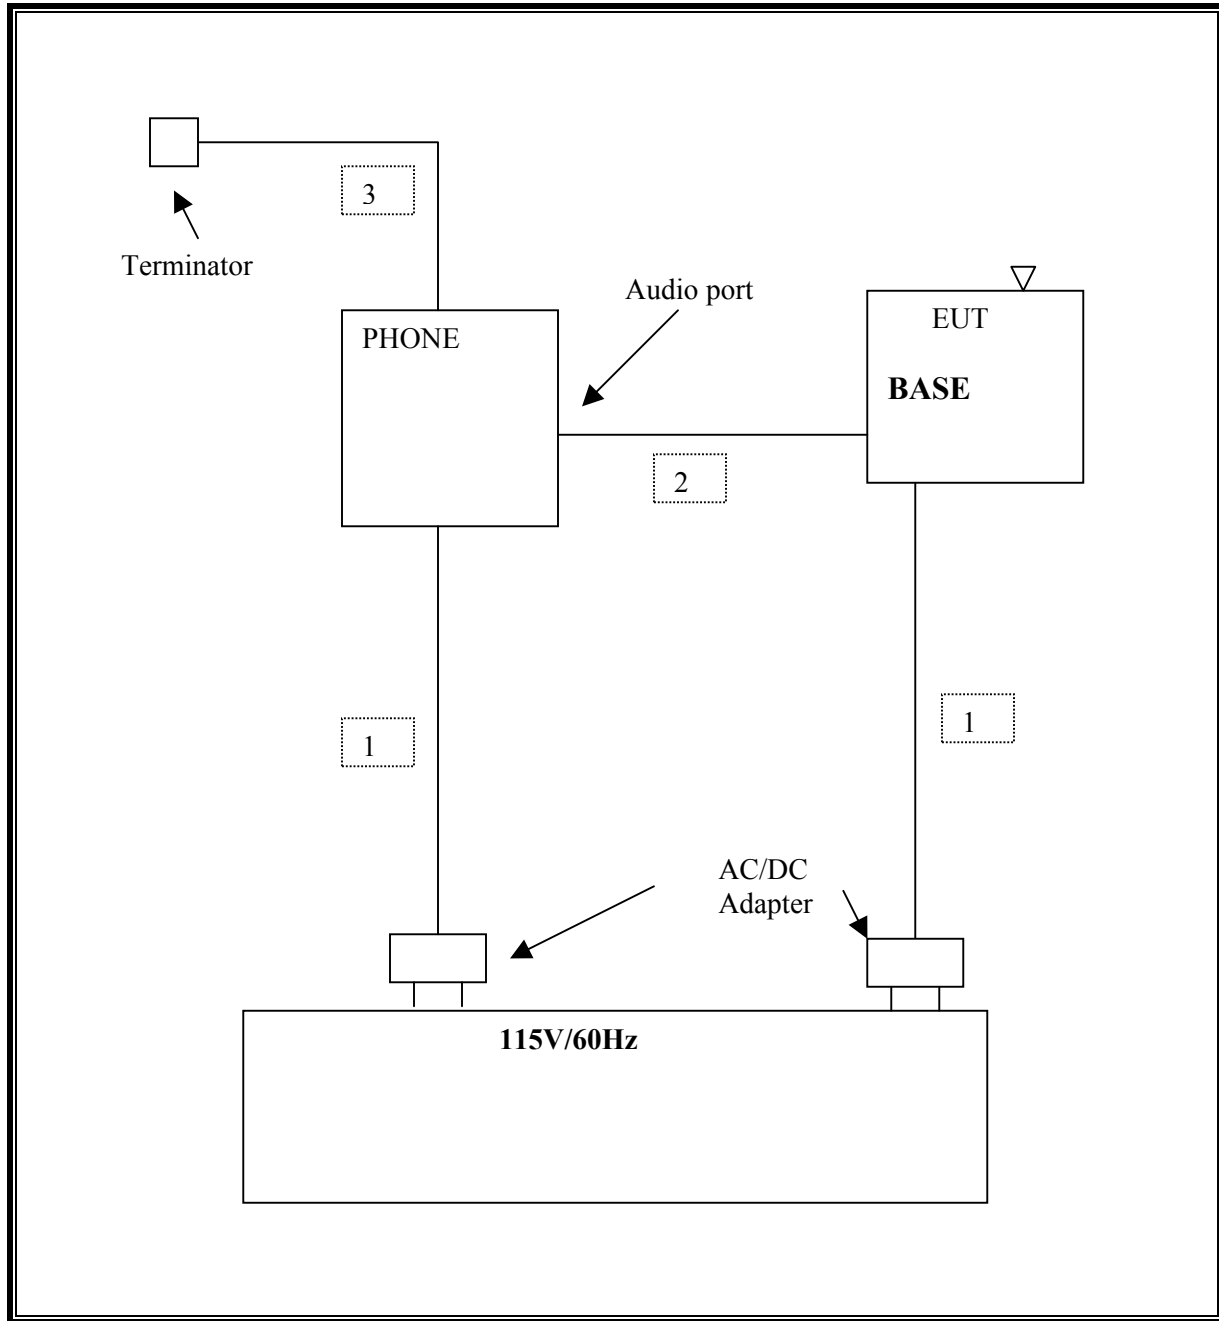 3
Terminator
Audio port
EUT
PHONE
BASE
2
1
1
AC/DC
Adapter
115V/60Hz